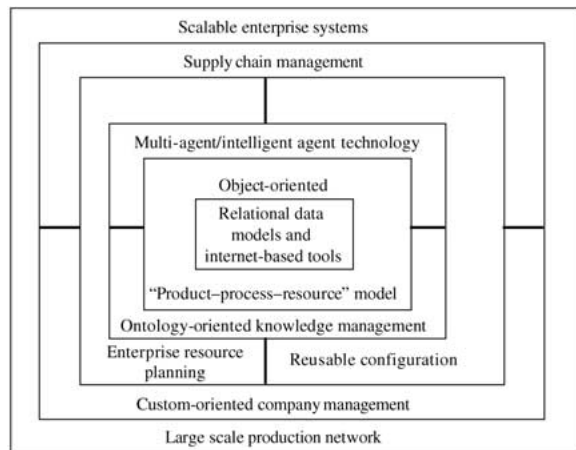 Scalable enterprise systems
Supply chain management
Multi-agent/intelligent agent technology
Object-oriented
Relational data
models and
internet-based tools
“Product–process–resource” model
Ontology-oriented knowledge management
Enterprise resource
planning
Reusable configuration
Custom-oriented company management
Large scale production network